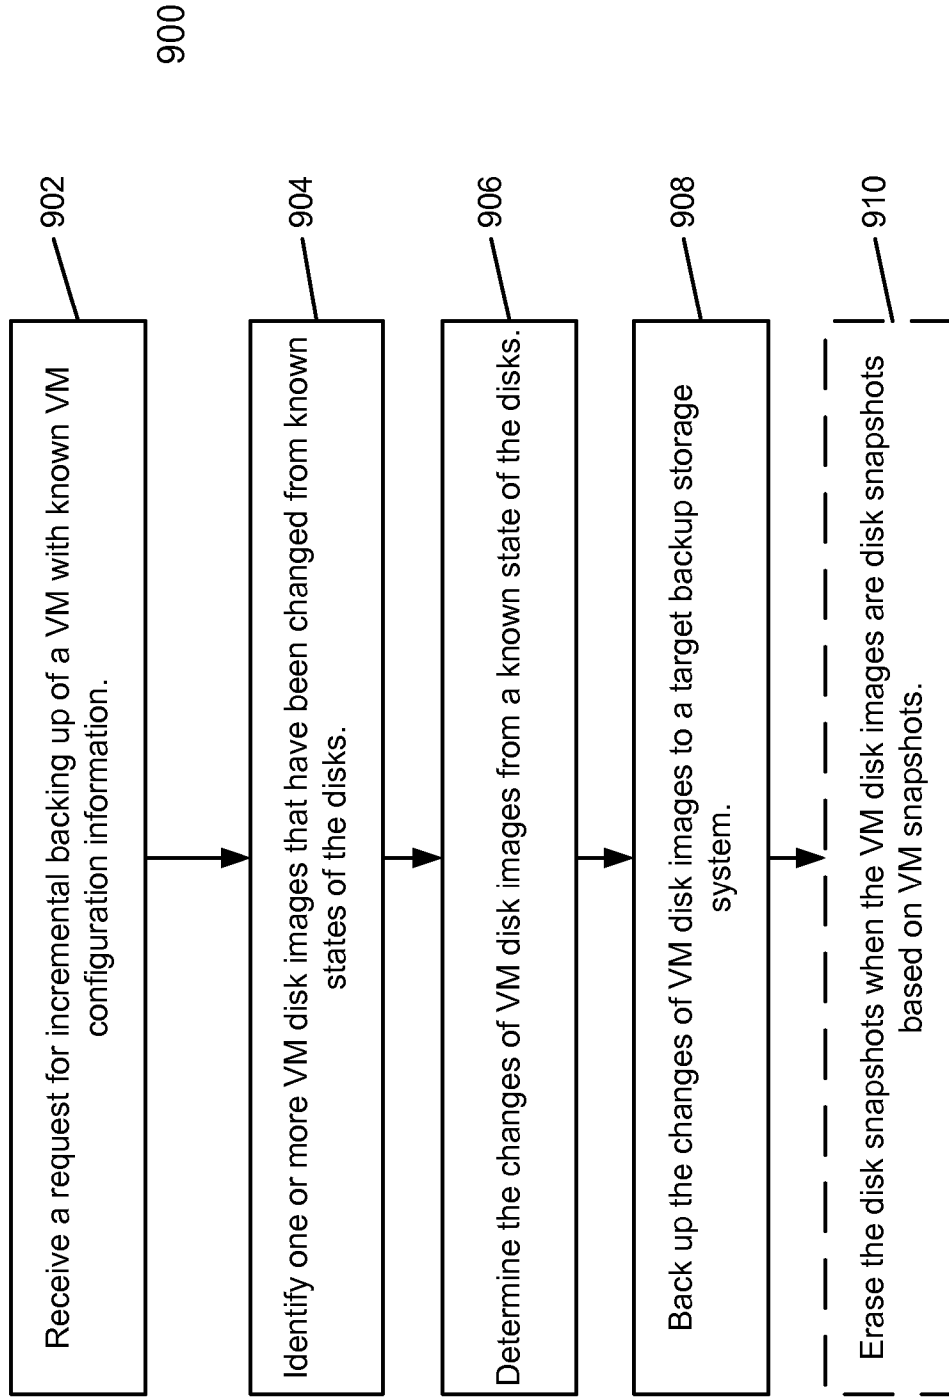 900
902
Receive a request for incremental backing up of a VM with known VM
configuration information.
904
Identify one or more VM disk images that have been changed from known
states of the disks.
906
Determine the changes of VM disk images from a known state of the disks.
908
Back up the changes of VM disk images to a target backup storage
system.
910
Erase the disk snapshots when the VM disk images are disk snapshots
based on VM snapshots.